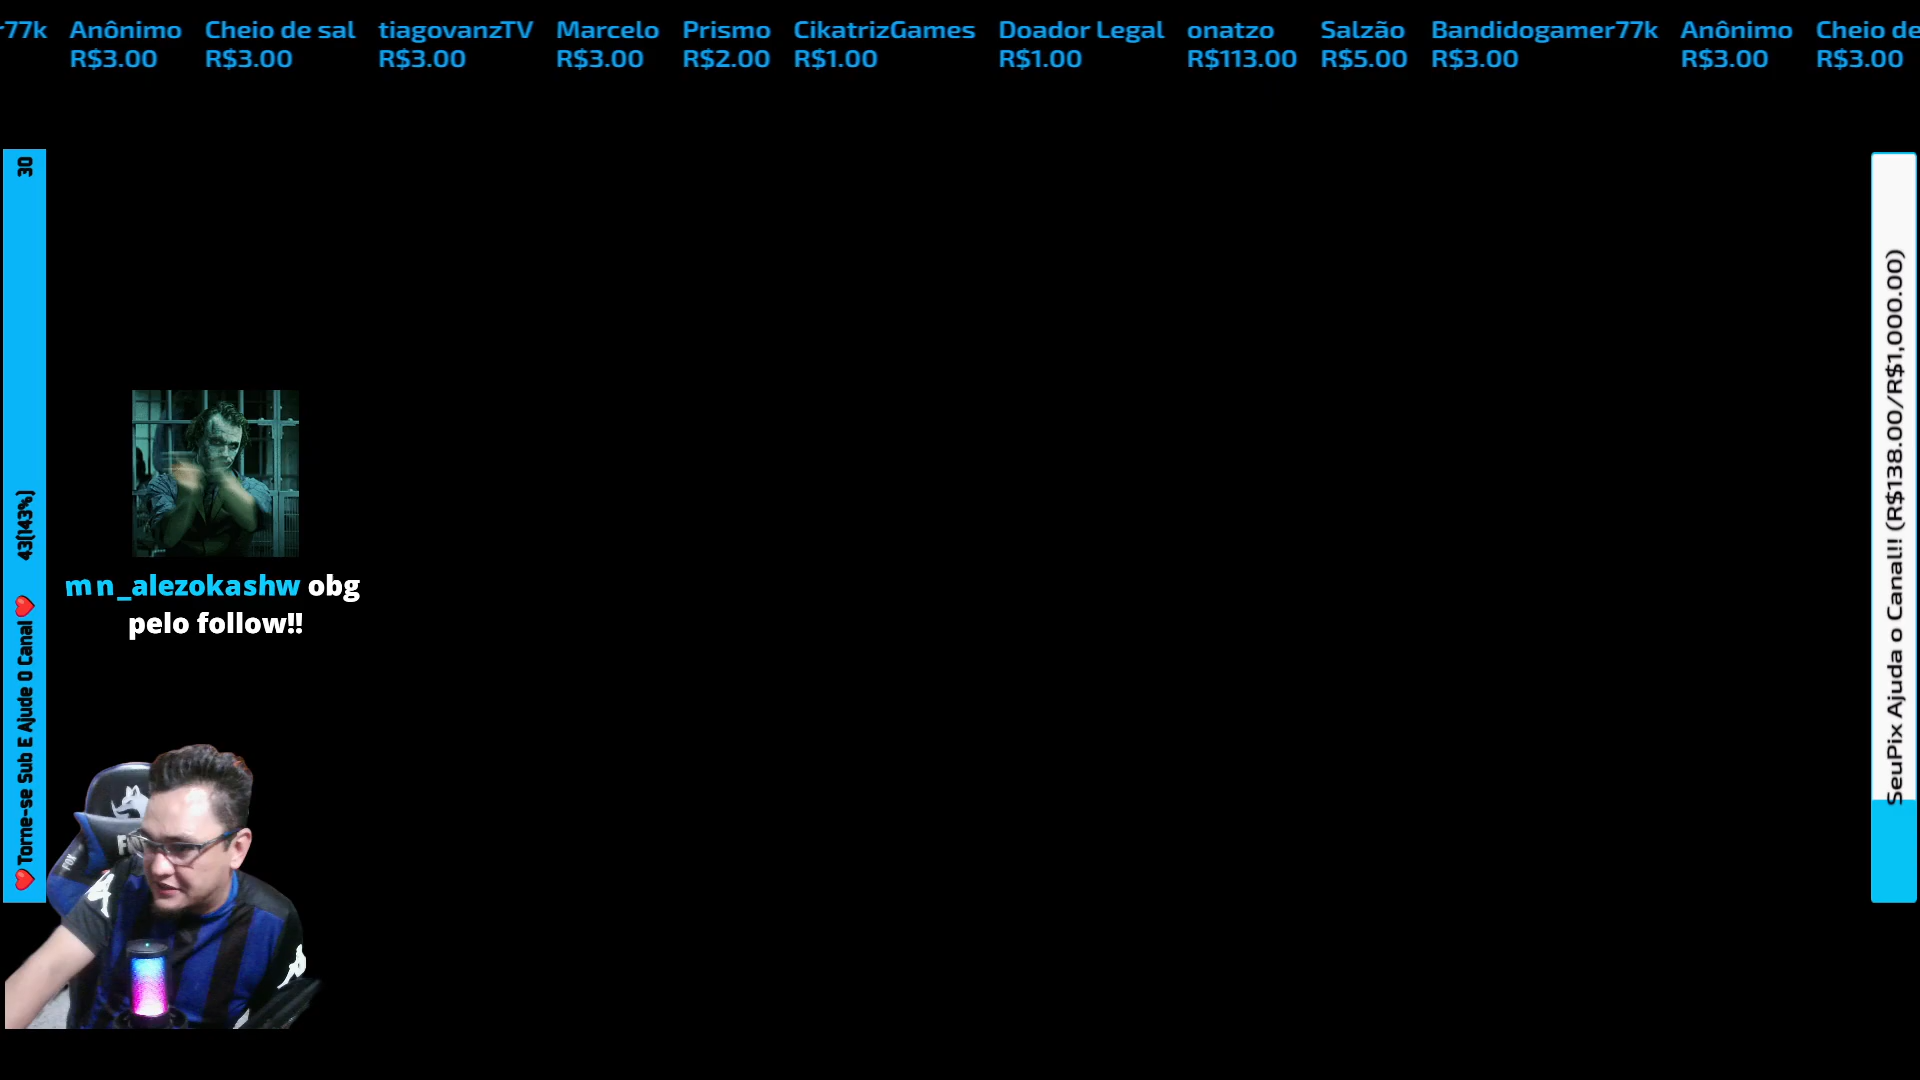 r77k Anônimo Cheio de sal tiagovanzTV Marcelo Prismo CikatrizGames Doador Legal onatzo Salzão Bandidogamer77k Anônimo Cheio de
R$3.00 R$3.00 R$3.00 R$3.00 R$2.00 R$1.00 R$1.00 R$113.00 R$5.00 R$3.00 R$3.00 R$3.00
❤️ Torne-se Sub E Ajude O Canal ❤️ 43(143%) 30
mn_alezokashw obg
pelo follow!!
Fox
SeuPix Ajuda o Canal!! (R$138.00/R$1,000.00)